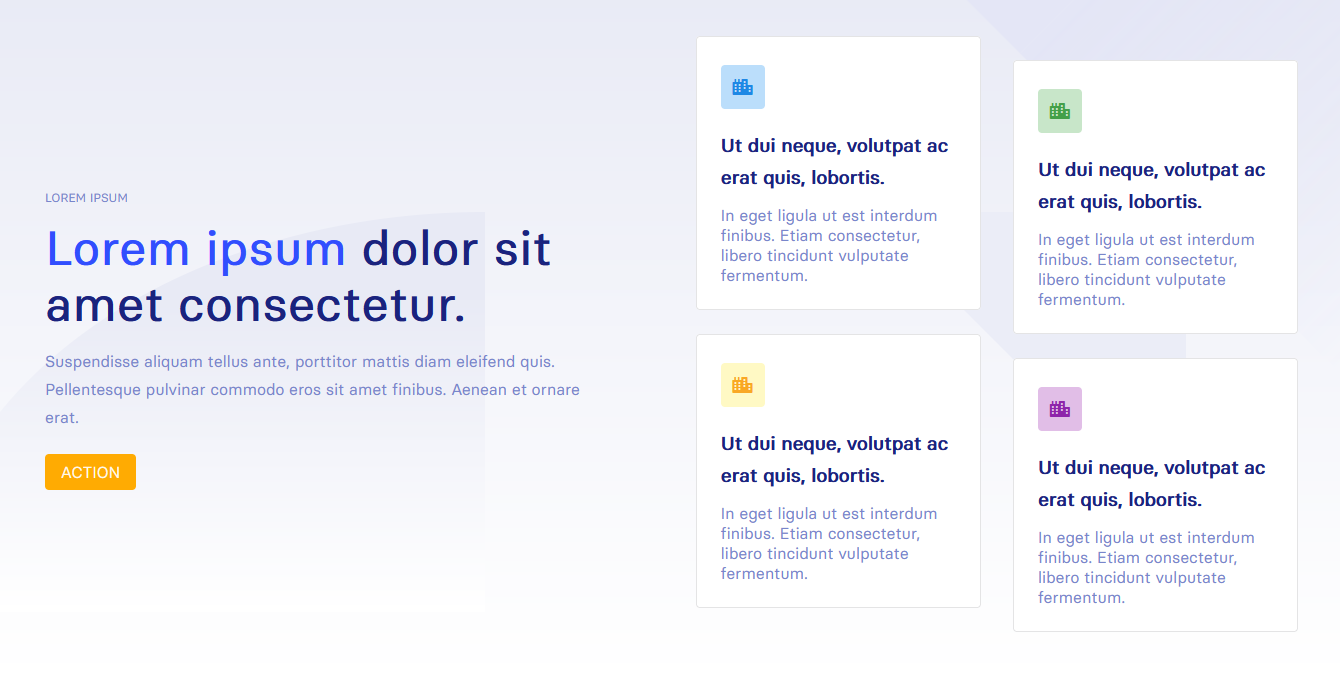 LOREM IPSUM
Lorem ipsum dolor sit
amet consectetur.
Suspendisse aliquam tellus ante, porttitor mattis diam eleifend quis.
Pellentesque pulvinar commodo eros sit amet finibus. Aenean et ornare
erat.
ACTION
Ut dui neque, volutpat ac
erat quis, lobortis.
In eget ligula ut est interdum
finibus. Etiam consectetur,
libero tincidunt vulputate
fermentum.
Ut dui neque, volutpat ac
erat quis, lobortis.
In eget ligula ut est interdum
finibus. Etiam consectetur,
libero tincidunt vulputate
fermentum.
Ut dui neque, volutpat ac
erat quis, lobortis.
In eget ligula ut est interdum
finibus. Etiam consectetur,
libero tincidunt vulputate
fermentum.
Ut dui neque, volutpat ac
erat quis, lobortis.
In eget ligula ut est interdum
finibus. Etiam consectetur,
libero tincidunt vulputate
fermentum.